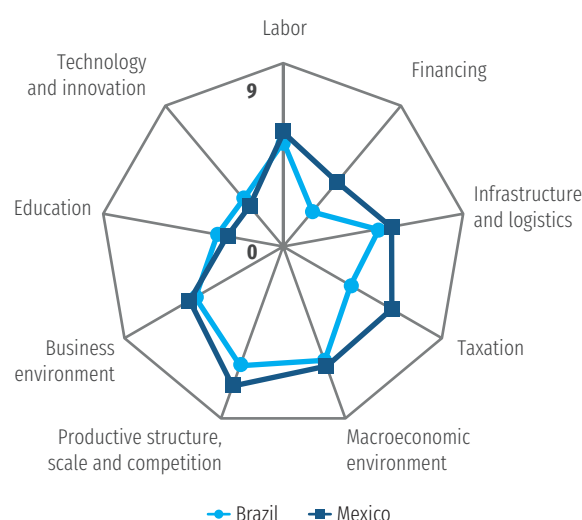 Labor
Technology
and innovation
Financing
9
Infrastructure
and logistics
Education
0
Taxation
Business
environment
Productive structure,
scale and competition
Macroeconomic
environment
Brazil
Mexico